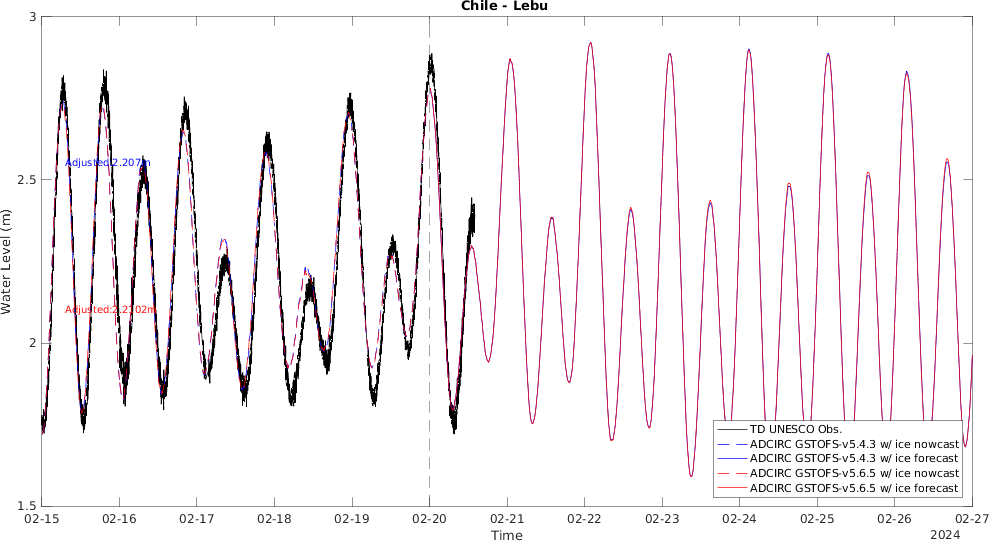 Chile - Lebu
3
2.5
2
1.5
Water Level (m)
Adjusted:2.207m
Adjusted:2.2102m
TD UNESCO Obs.
ADCIRC GSTOFS-v5.4.3 w/ ice nowcast
ADCIRC GSTOFS-v5.4.3 w/ ice forecast
ADCIRC GSTOFS-v5.6.5 w/ ice nowcast
ADCIRC GSTOFS-v5.6.5 w/ ice forecast
02-15 02-16 02-17 02-18 02-19 02-20 02-21 02-22 02-23 02-24 02-25 02-26 02-27
Time
2024